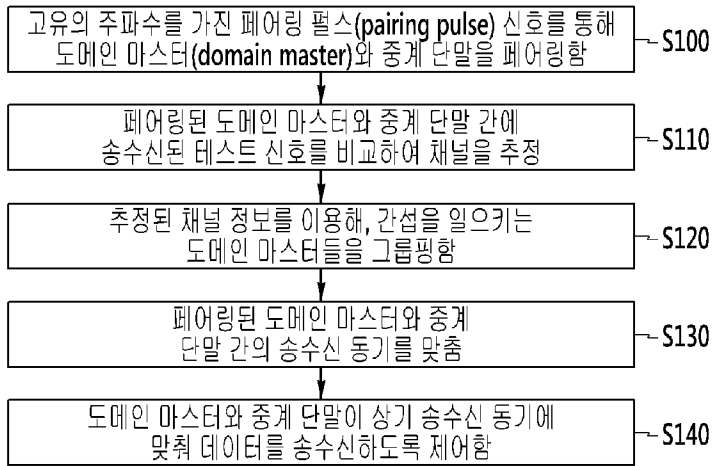 고유의 주파수를 가진 페어링 펄스(pairing pulse) 신호를 통해
도메인 마스터(domain master)와 중계 단말을 페어링함
S100
페어링된 도메인 마스터와 중계 단말 간에
송수신된 테스트 신호를 비교하여 채널을 추정
S110
추정된 채널 정보를 이용해, 간섭을 일으키는
도메인 마스터들을 그룹핑함
S120
페어링된 도메인 마스터와 중계
단말 간의 송수신 동기를 맞춤
S130
도메인 마스터와 중계 단말이 상기 송수신 동기에
맞춰 데이터를 송수신하도록 제어함
S140